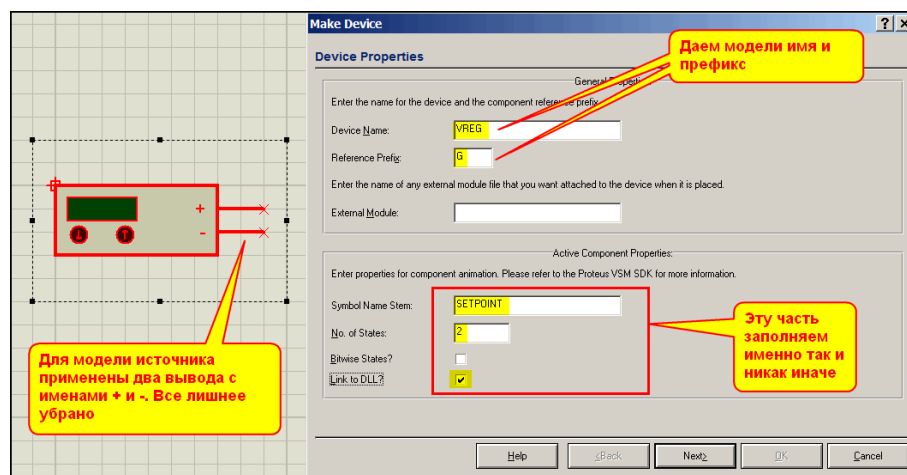 Make Device
Device Properties
Даем модели имя и
префикс
Enter the name for the device and the component reference prefix
Device Name:
VREG
Reference Prefix:
G
Enter the name of any external module file that you want attached to the device when it is placed.
External Module:
Active Component Properties:
Enter properties for component animation. Please refer to the Proteus VSM SDK for more information.
Symbol Name Stem:
SETPOINT
No. of States:
2
Bitwise States?
Link to DLL?
Эту часть
заполняем
именно так и
никак иначе
+
-
Для модели источника
применены два вывода с
именами + и -. Все лишнее
убрано
Help
<Back
Next>
OK
Cancel